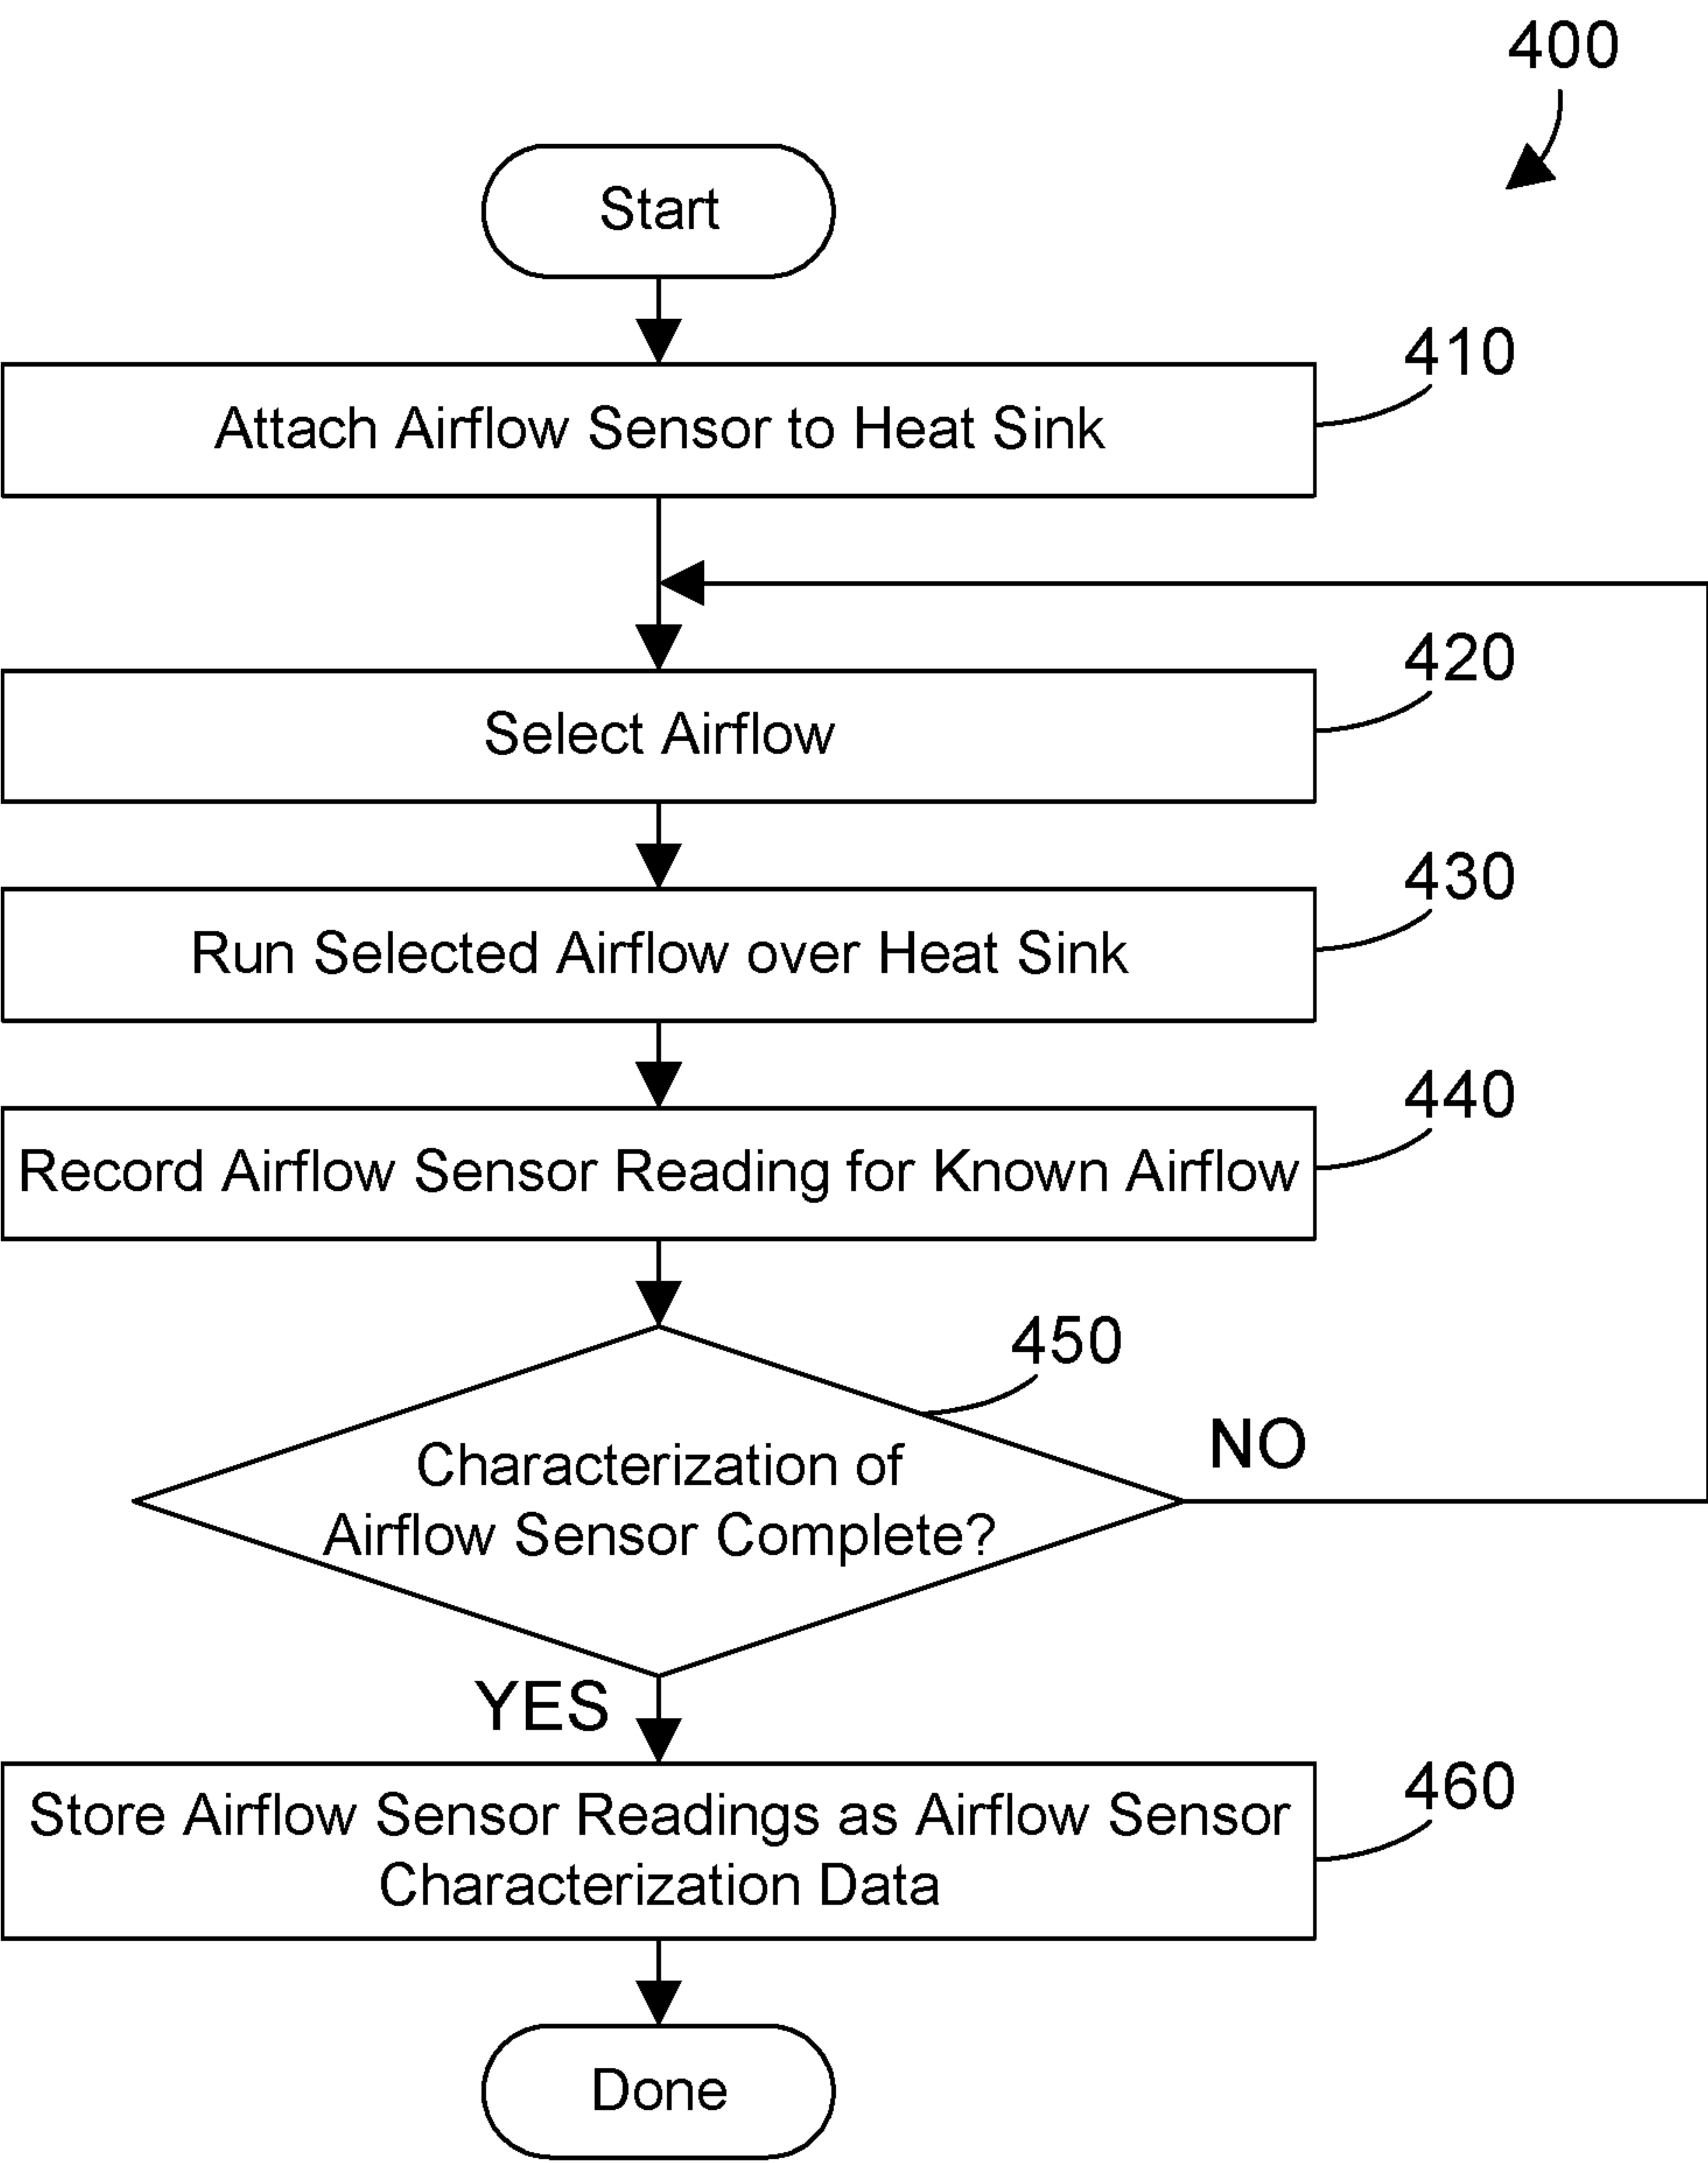 400
Start
410
Attach Airflow Sensor to Heat Sink
420
Select Airflow
430
Run Selected Airflow over Heat Sink
440
Record Airflow Sensor Reading for Known Airflow
450
Characterization of
Airflow Sensor Complete?
NO
YES
460
Store Airflow Sensor Readings as Airflow Sensor
Characterization Data
Done